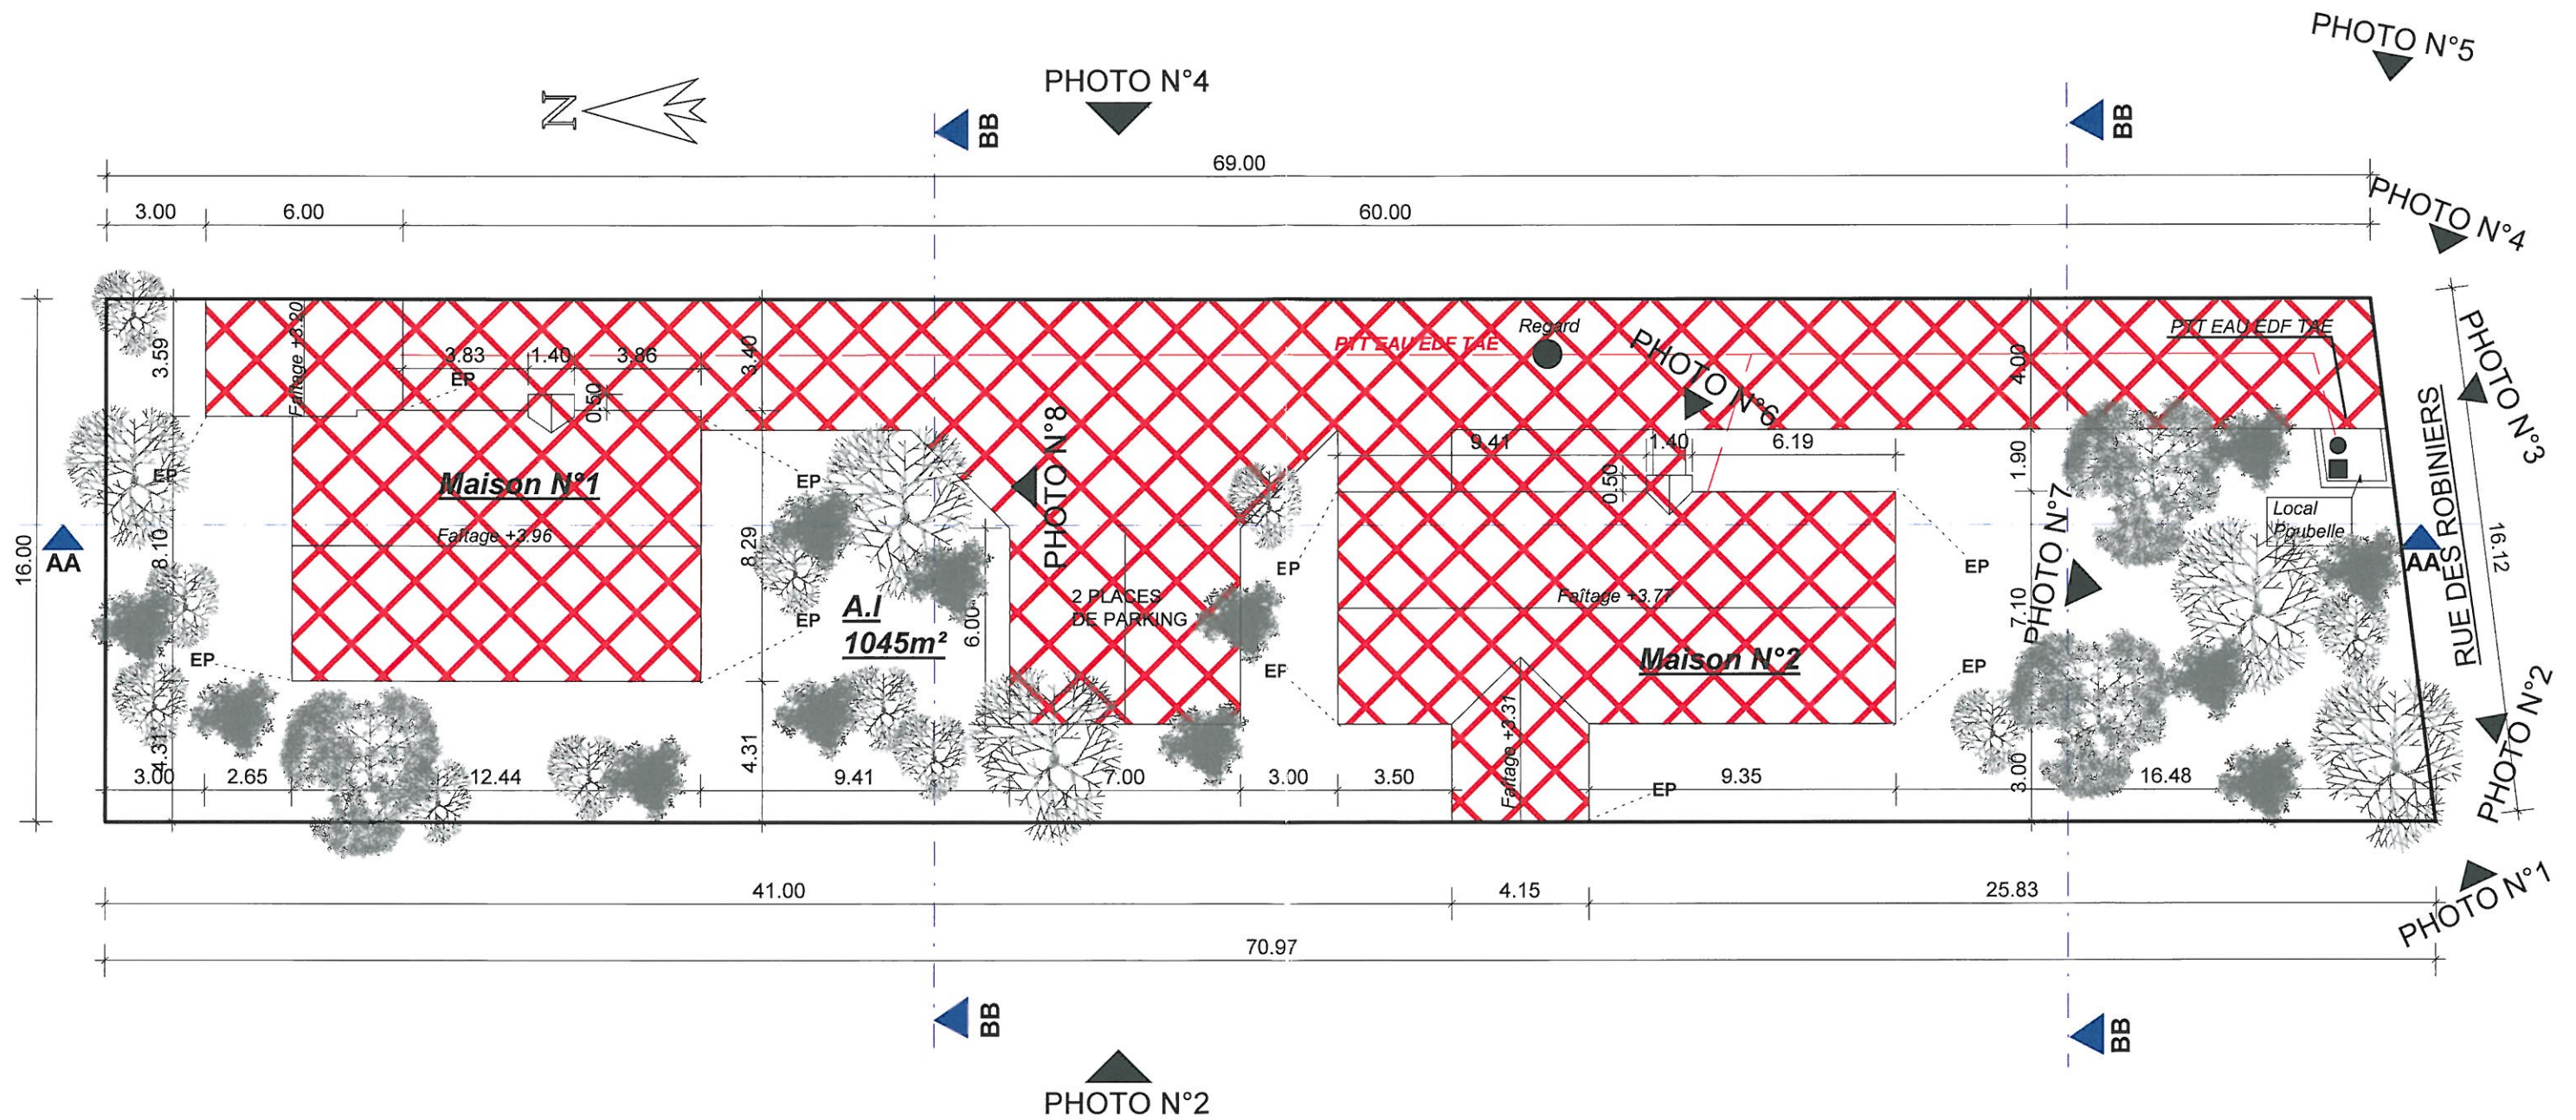 PHOTO N°5
PHOTO N°4
N
BB
BB
69.00
PHOTO N°4
3.00
6.00
60.00
PHOTO N°3
Faîtage +3.20
3.59
3.83
1.40
3.86
3.40
EP
0.50
PTT EAU EDF TAE
Regard
PHOTO N°6
4.00
PTT EAU EDF TAE
RUE DES ROBINIERS
PHOTO N°8
9.41
1.40
6.19
1.90
0.50
EP
Maison N°1
EP
Faîtage +3.96
16.00
AA
8.10
8.29
EP
EP
PHOTO N°7
Local
Poubelle
AA
16.12
2 PLACES
DE PARKING
Faîtage +3.77
A.I
1045m²
6.00
EP
7.10
EP
EP
EP
Maison N°2
Faîtage +3.31
PHOTO N°2
4.31
4.31
3.00
2.65
12.44
9.41
7.00
3.00
3.50
9.35
EP
3.00
16.48
41.00
4.15
25.83
PHOTO N°1
70.97
BB
BB
PHOTO N°2